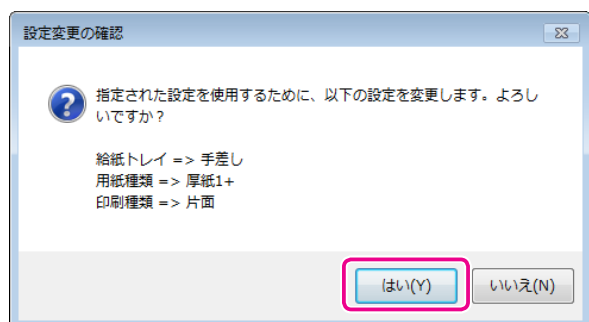 設定変更の確認
指定された設定を使用するために、以下の設定を変更します。よろし
いですか？
給紙トレイ => 手差し
用紙種類 => 厚紙1+
印刷種類 => 片面
はい(Y)
いいえ(N)